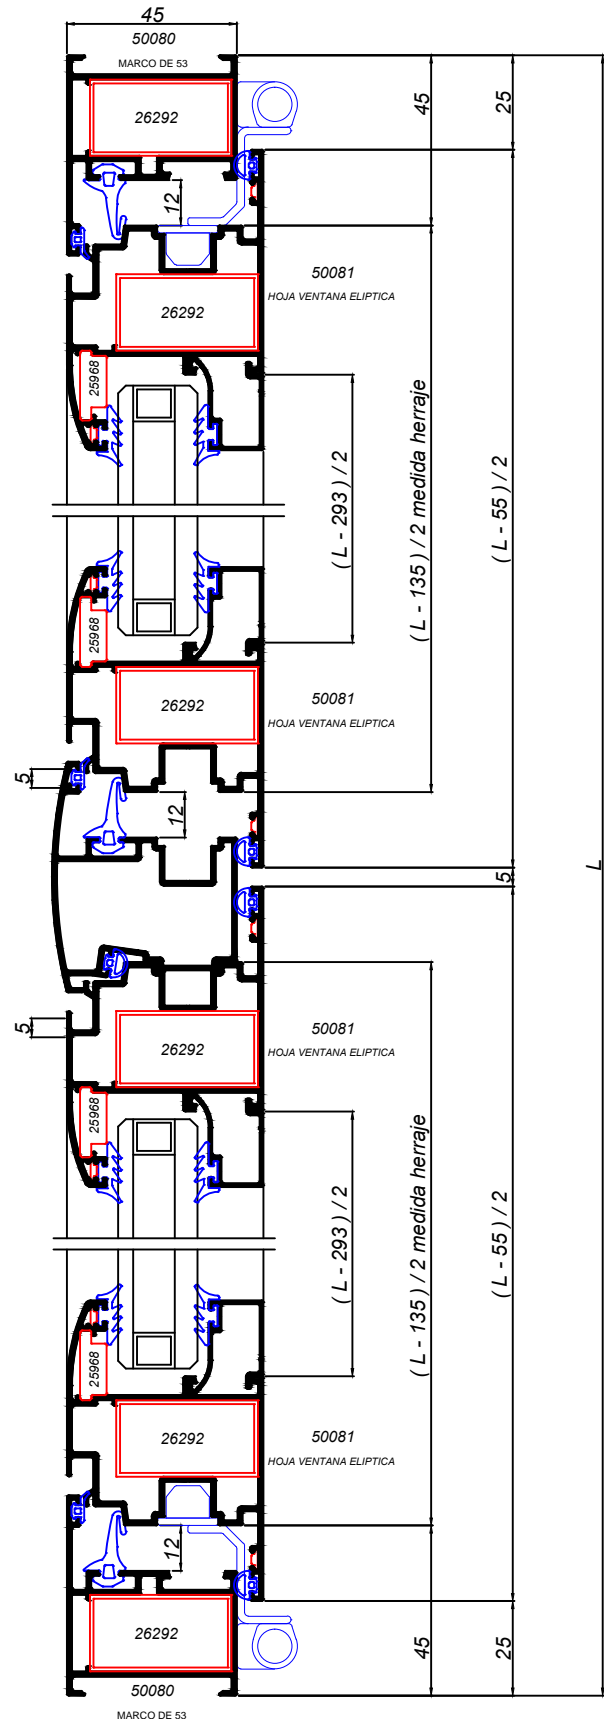 45
50080
MARCO DE 53
26292
45
25
12
50081
HOJA VENTANA ELIPTICA
26292
25968
( L - 293 ) / 2
( L - 135 ) / 2 medida herraje
( L - 55 ) / 2
25968
26292
50081
HOJA VENTANA ELIPTICA
5
12
5
L
5
50081
HOJA VENTANA ELIPTICA
26292
25968
( L - 293 ) / 2
( L - 135 ) / 2 medida herraje
( L - 55 ) / 2
25968
26292
50081
HOJA VENTANA ELIPTICA
12
26292
45
25
50080
MARCO DE 53